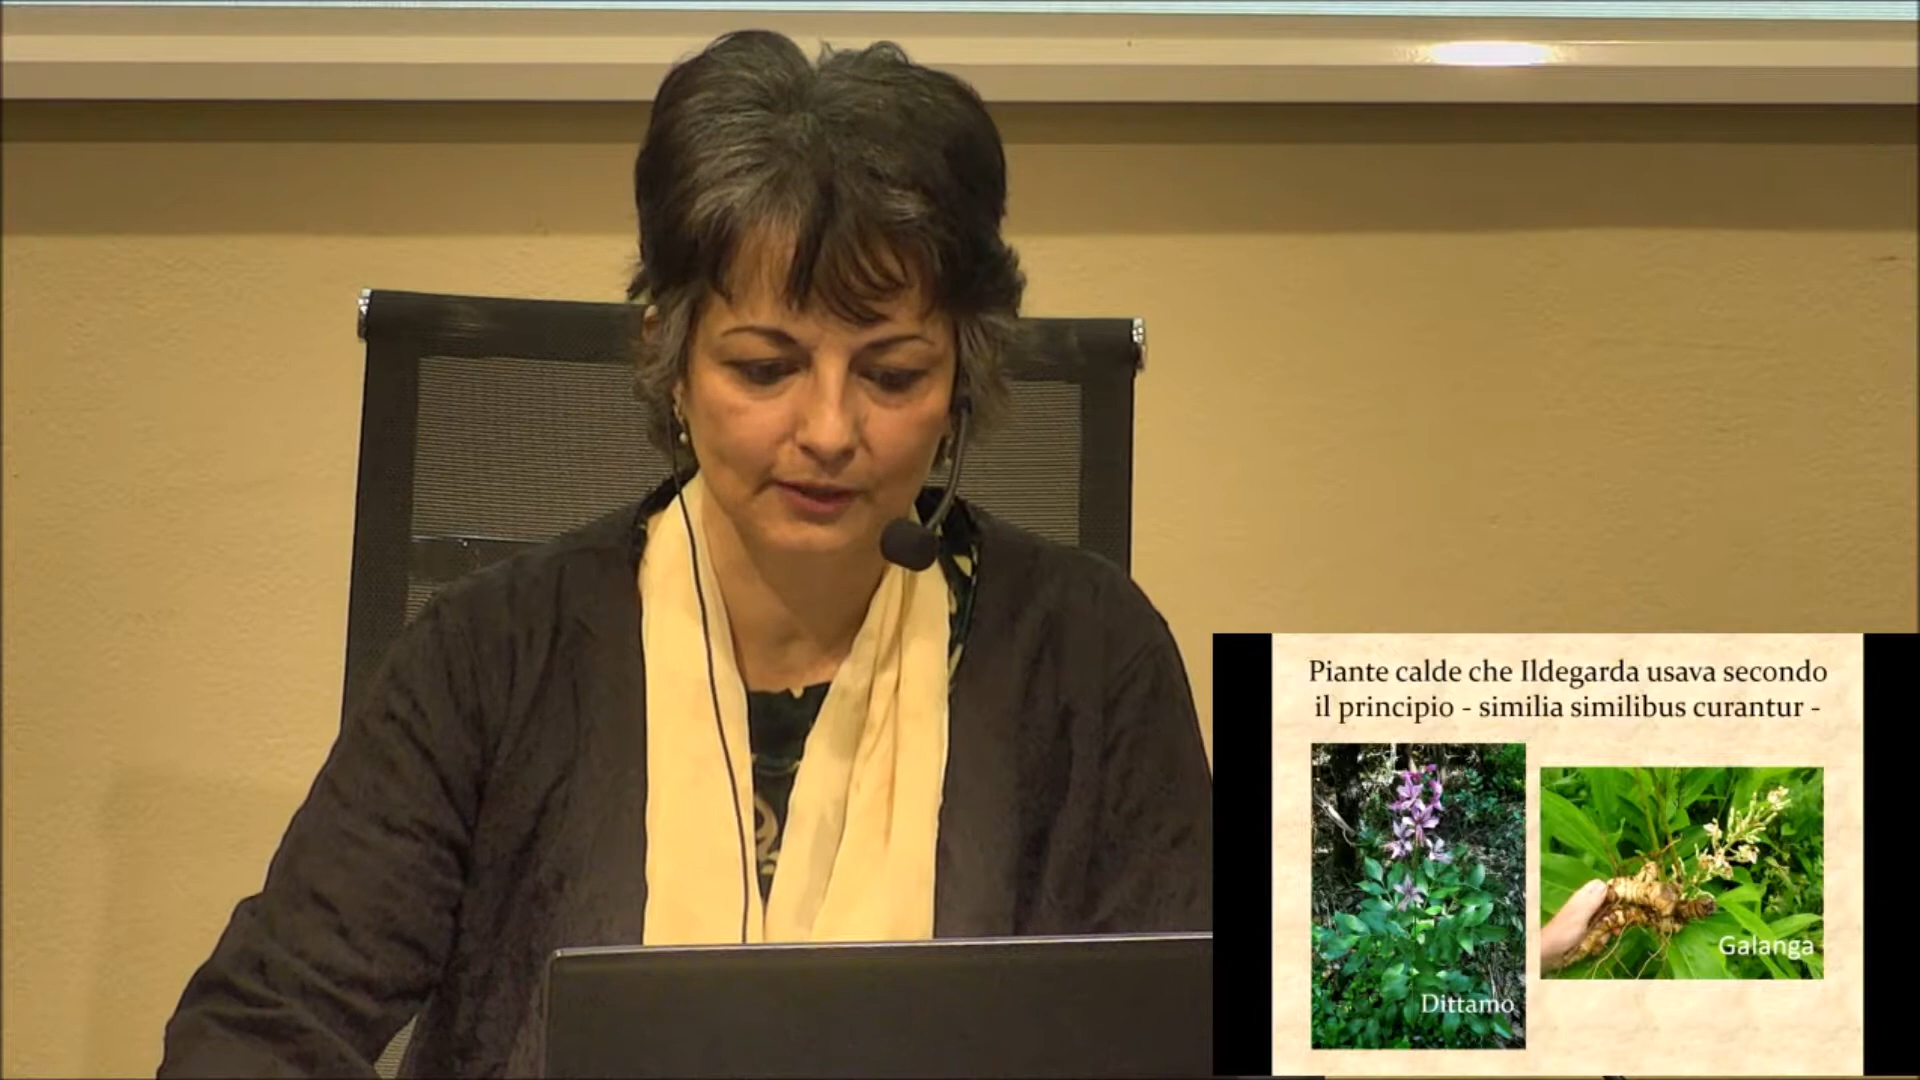 Piante calde che Ildegarda usava secondo
il principio - similia similibus curantur -
Galanga
Dittamo